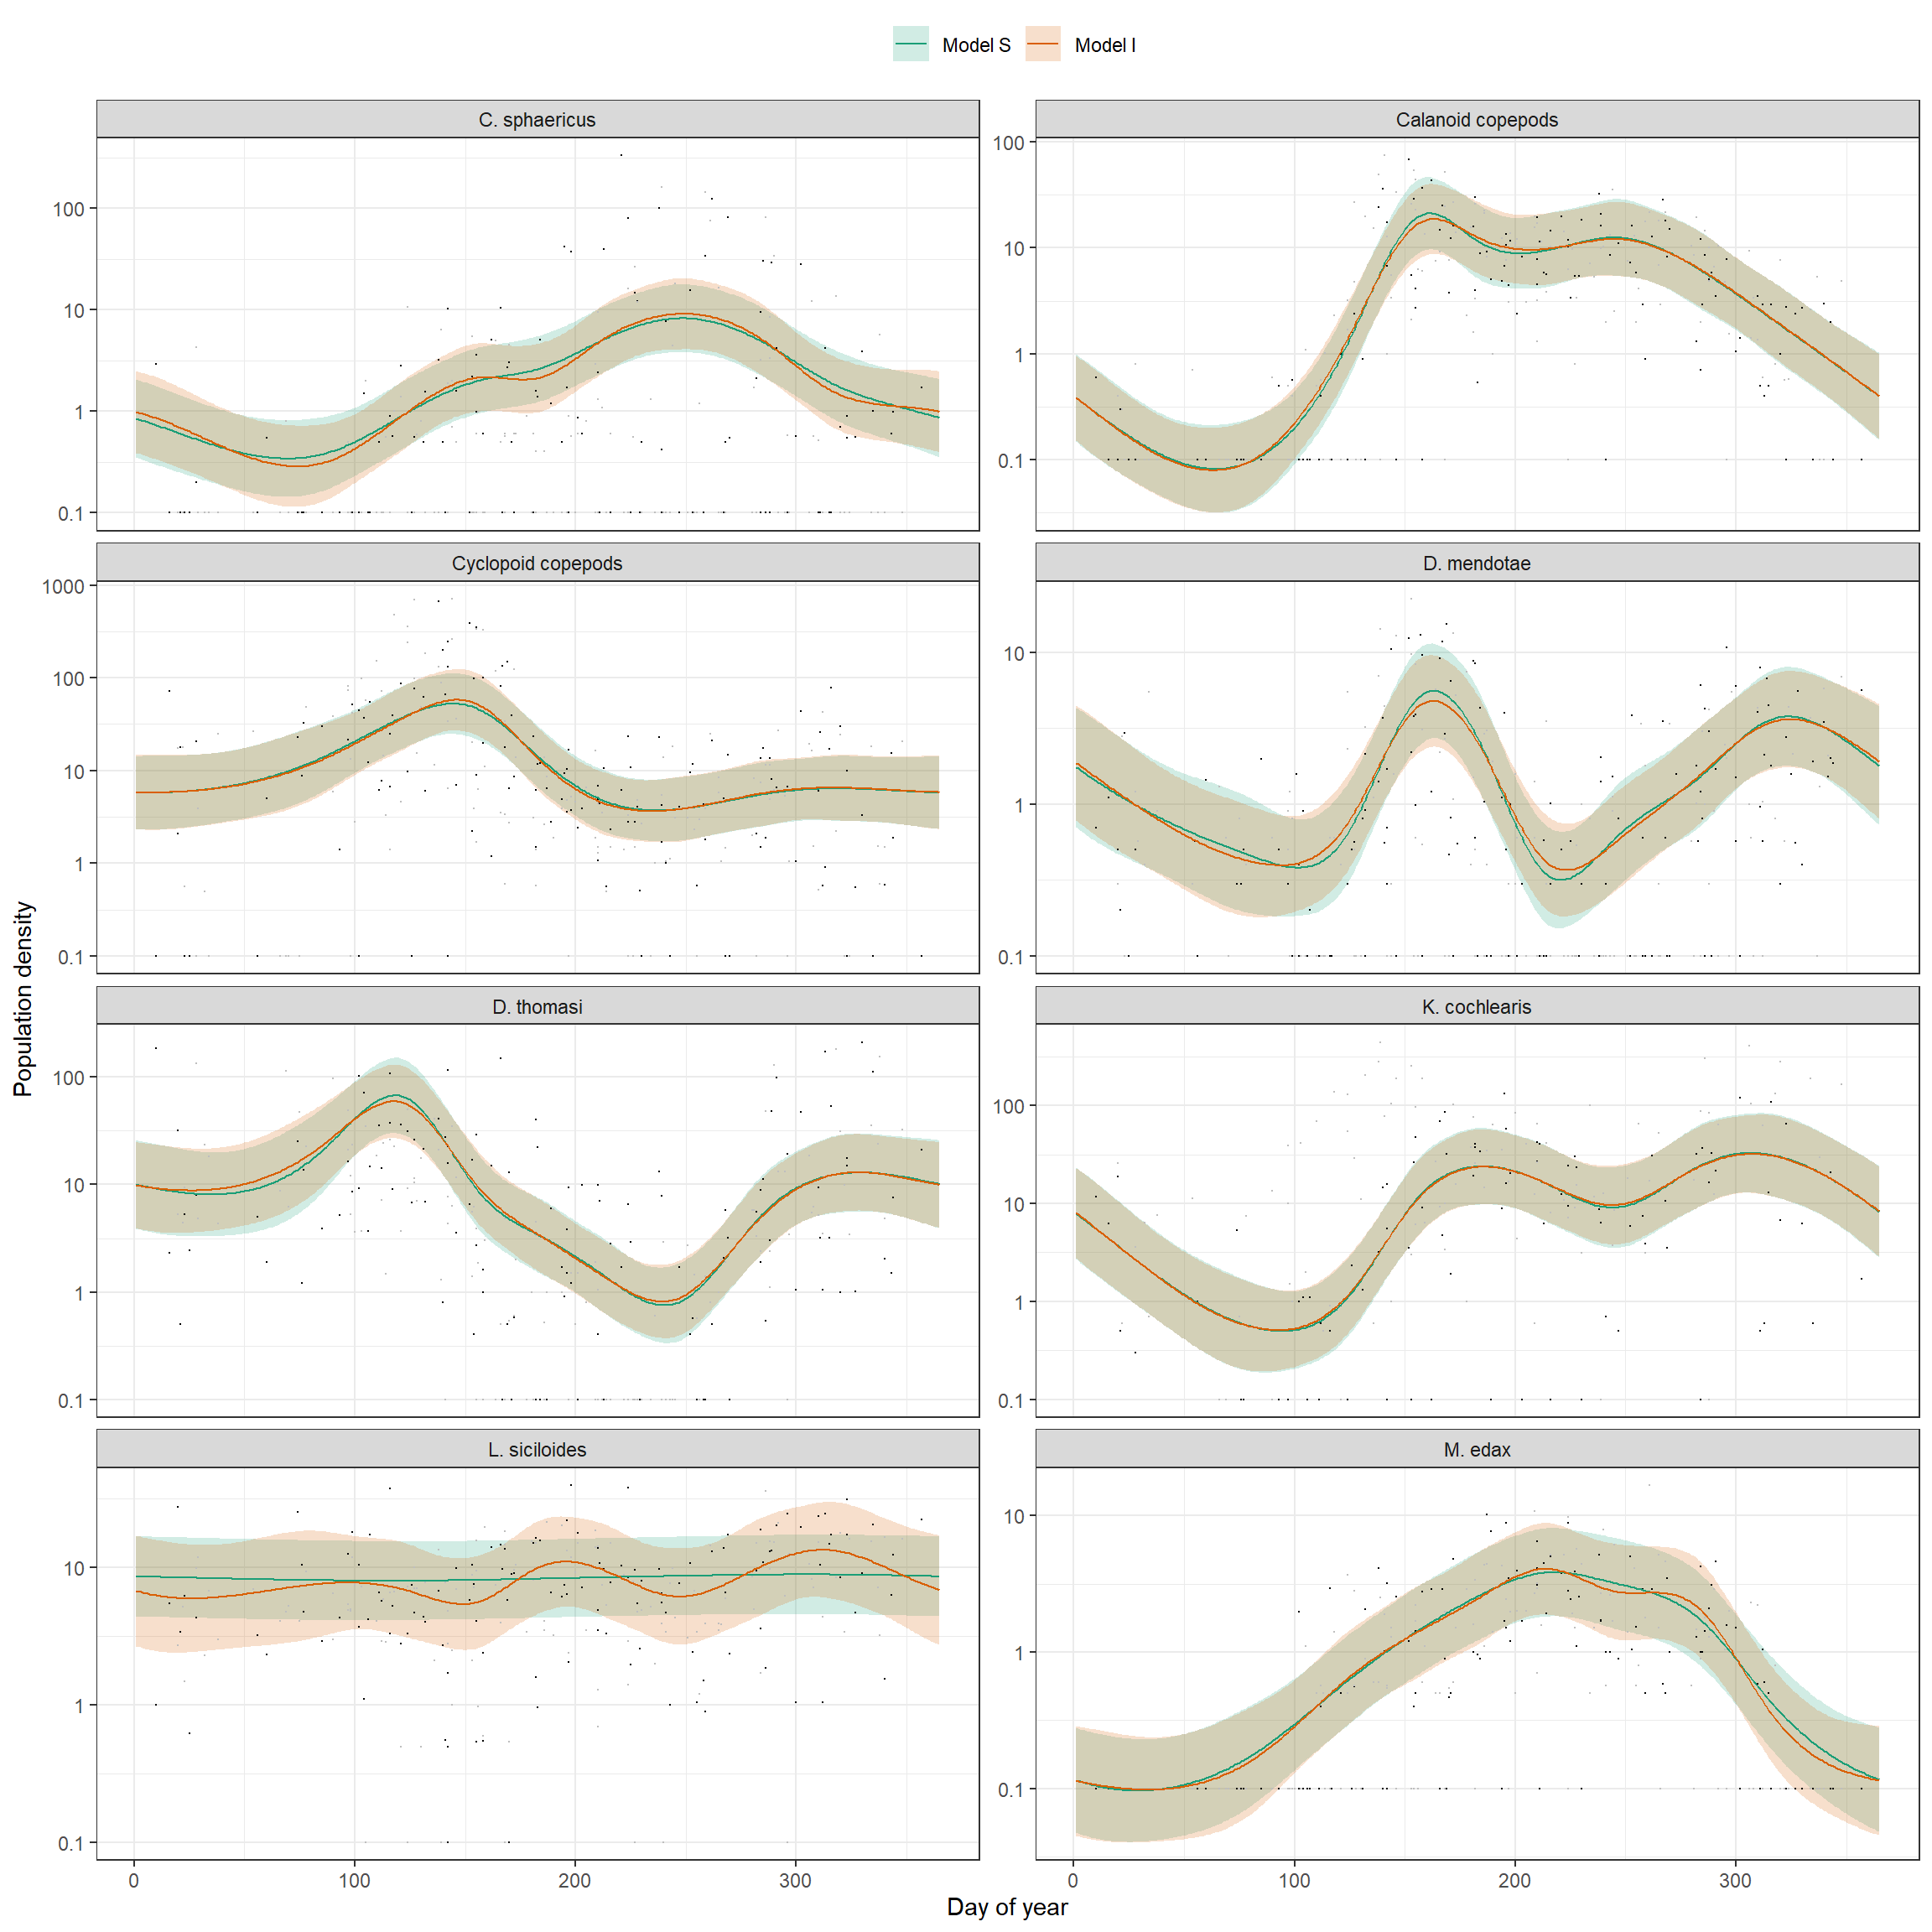 Model S Model I
C. sphaericus
Calanoid copepods
100
10
1
0.1
100
10
1
0.1
Cyclopoid copepods
D. mendotae
1000
100
10
1
0.1
10
1
0.1
D. thomasi
K. cochlearis
100
10
1
0.1
100
10
1
0.1
L. siciloides
M. edax
10
1
0.1
10
1
0.1
0 100 200 300
0 100 200 300
Population density
Day of year